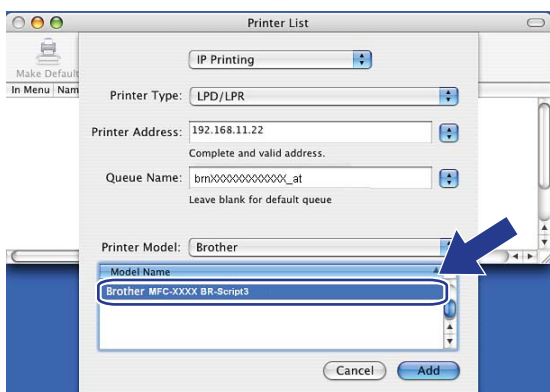 Printer List
IP Printing
Make Default
In Menu Nam
Printer Type: LPD/LPR
Printer Address: 192.168.11.22
Complete and valid address.
Queue Name: brnXXXXXXXXXXXX_at
Leave blank for default queue
Printer Model: Brother
Model Name
Brother MFC-XXXX BR-Script3
Cancel Add